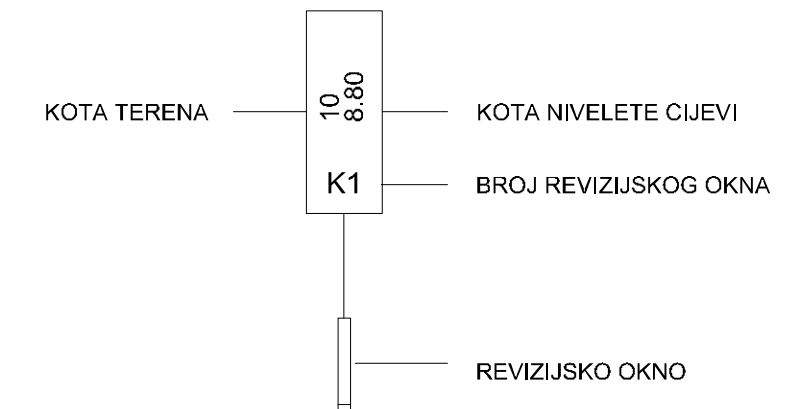 KOTA TERENA
10
8.80
KOTA NIVELETE CIJEVI
K1
BROJ REVIZIJSKOG OKNA
REVIZIJSKO OKNO